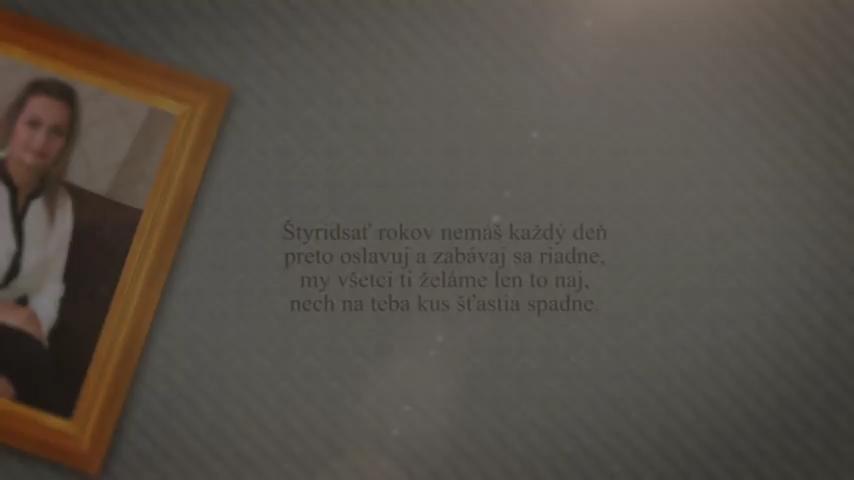 Štyridsať rokov nemáš každý deň
preto oslavuj a zabávaj sa riadne,
my všetci ti želáme len to naj,
nech na teba kus šťastia spadne.